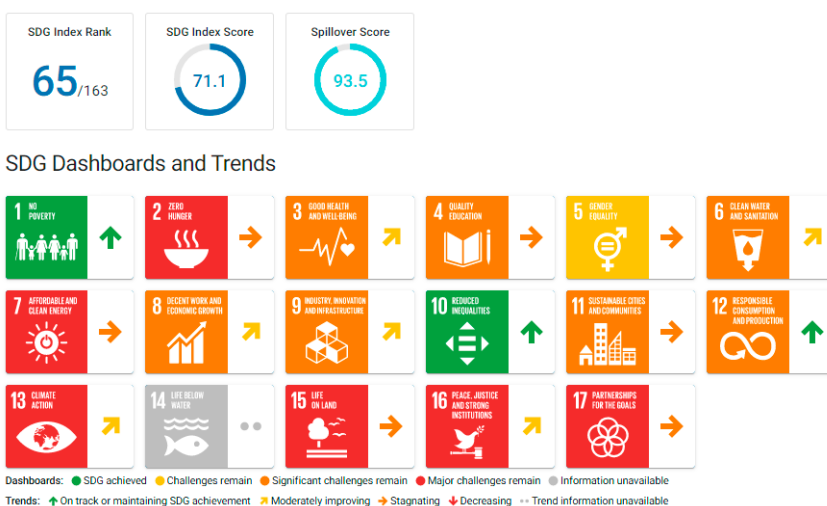 SDG Index Rank
SDG Index Score
Spillover Score
65/163
71.1
93.5
SDG Dashboards and Trends
1 NO
POVERTY
2 ZERO
HUNGER
3 GOOD HEALTH
AND WELL-BEING
4 QUALITY
EDUCATION
5 GENDER
EQUALITY
6 CLEAN WATER
AND SANITATION
7 AFFORDABLE AND
CLEAN ENERGY
8 DECENT WORK AND
ECONOMIC GROWTH
9 INDUSTRY, INNOVATION
AND INFRASTRUCTURE
10 REDUCED
INEQUALITIES
11 SUSTAINABLE CITIES
AND COMMUNITIES
12 RESPONSIBLE
CONSUMPTION
AND PRODUCTION
13 CLIMATE
ACTION
14 LIFE BELOW
WATER
15 LIFE
ON LAND
16 PEACE, JUSTICE
AND STRONG
INSTITUTIONS
17 PARTNERSHIPS
FOR THE GOALS
Dashboards: SDG achieved Challenges remain Significant challenges remain Major challenges remain Information unavailable
Trends: On track or maintaining SDG achievement Moderately improving Stagnating Decreasing Trend information unavailable